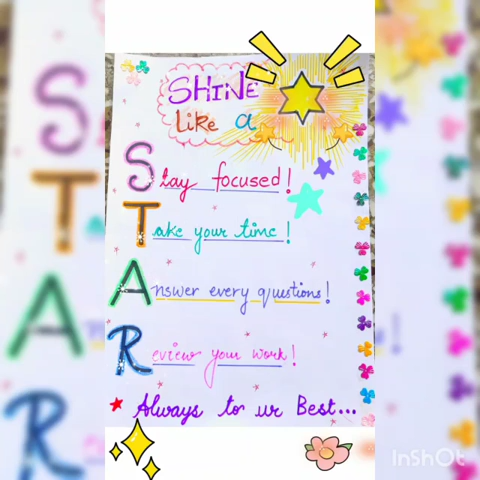 SHINE
Like a
Stay focused!
Take your time!
Answer every questions!
Review your work!
Always to ur Best...
InShOt